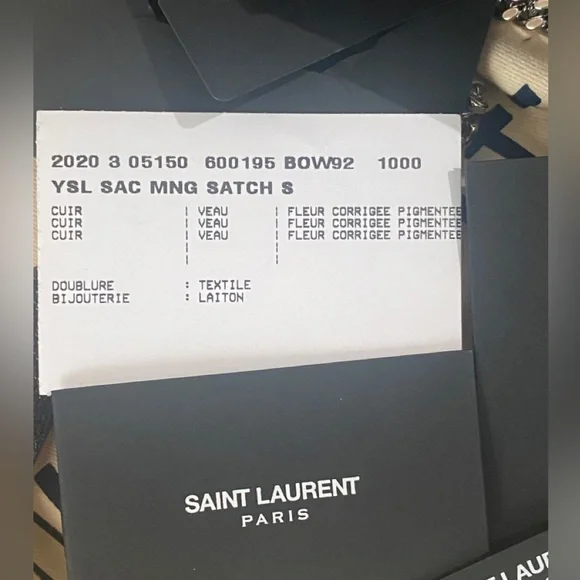 2020 3 05150 600195 BOW92 1000
YSL SAC MNG SATCH S
CUIR | VEAU | FLEUR CORRIGEE PIGMENTEE
CUIR | VEAU | FLEUR CORRIGEE PIGMENTEE
CUIR | VEAU | FLEUR CORRIGEE PIGMENTEE
DOUBLURE : TEXTILE
BIJOUTERIE : LAITON
SAINT LAURENT
PARIS